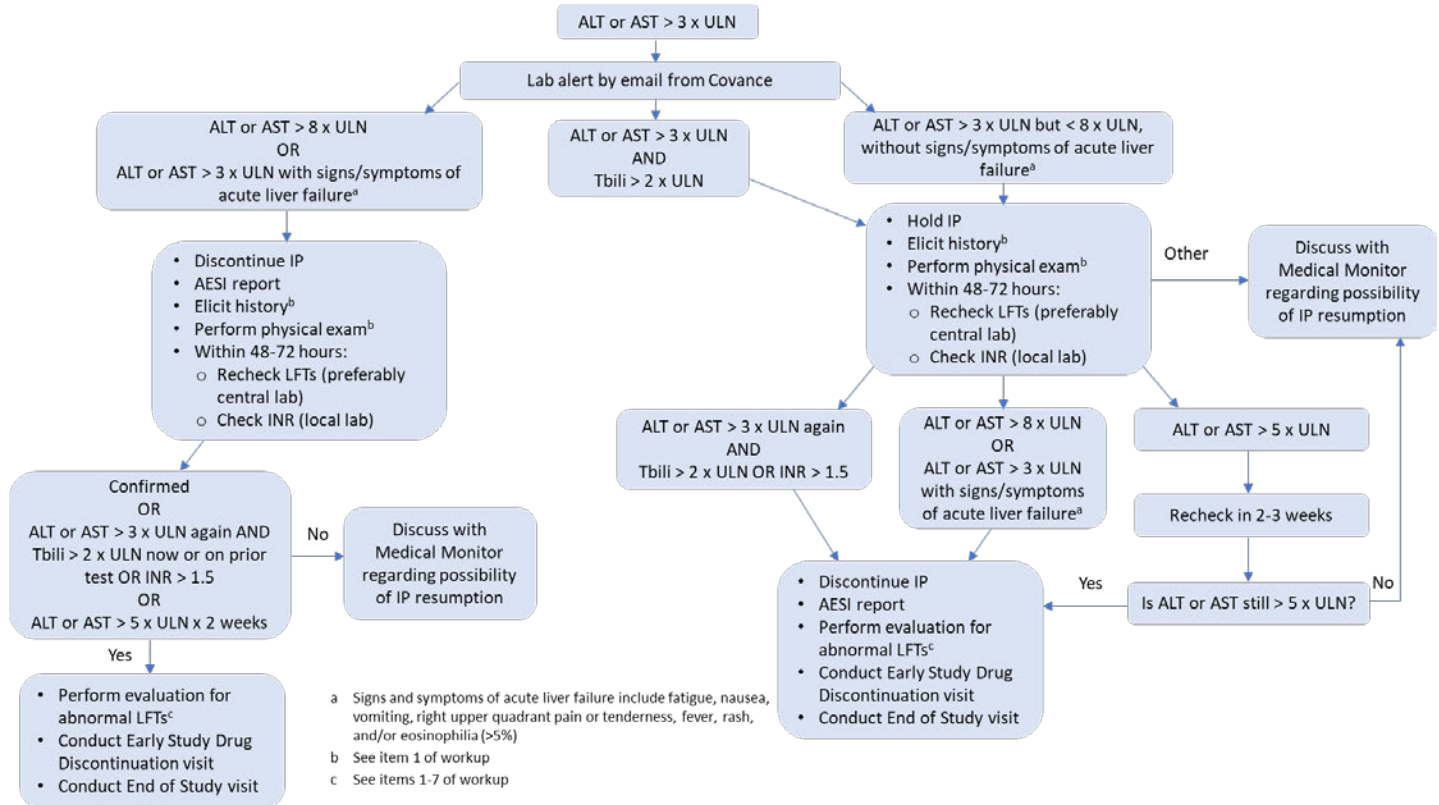 ALT or AST > 3 x ULN
Lab alert by email from Covance
ALT or AST > 8 x ULN
OR
ALT or AST > 3 x ULN with signs/symptoms of
acute liver failureᵃ
ALT or AST > 3 x ULN
AND
Tbili > 2 x ULN
ALT or AST > 3 x ULN but < 8 x ULN,
without signs/symptoms of acute liver
failureᵃ
• Discontinue IP
• AESI report
• Elicit historyᵇ
• Perform physical examᵇ
• Within 48-72 hours:
o Recheck LFTs (preferably
central lab)
o Check INR (local lab)
• Hold IP
• Elicit historyᵇ
• Perform physical examᵇ
• Within 48-72 hours:
o Recheck LFTs (preferably
central lab)
o Check INR (local lab)
Other
Discuss with
Medical Monitor
regarding possibility
of IP resumption
ALT or AST > 3 x ULN again
AND
Tbili > 2 x ULN OR INR > 1.5
ALT or AST > 8 x ULN
OR
ALT or AST > 3 x ULN
with signs/symptoms
of acute liver failureᵃ
ALT or AST > 5 x ULN
Recheck in 2-3 weeks
Is ALT or AST still > 5 x ULN?
Yes
No
Confirmed
OR
ALT or AST > 3 x ULN again AND
Tbili > 2 x ULN now or on prior
test OR INR > 1.5
OR
ALT or AST > 5 x ULN x 2 weeks
No
Discuss with
Medical Monitor
regarding possibility
of IP resumption
Yes
• Perform evaluation for
abnormal LFTsᶜ
• Conduct Early Study Drug
Discontinuation visit
• Conduct End of Study visit
• Discontinue IP
• AESI report
• Perform evaluation for
abnormal LFTsᶜ
• Conduct Early Study Drug
Discontinuation visit
• Conduct End of Study visit
a Signs and symptoms of acute liver failure include fatigue, nausea,
vomiting, right upper quadrant pain or tenderness, fever, rash,
and/or eosinophilia (>5%)
b See item 1 of workup
c See items 1-7 of workup